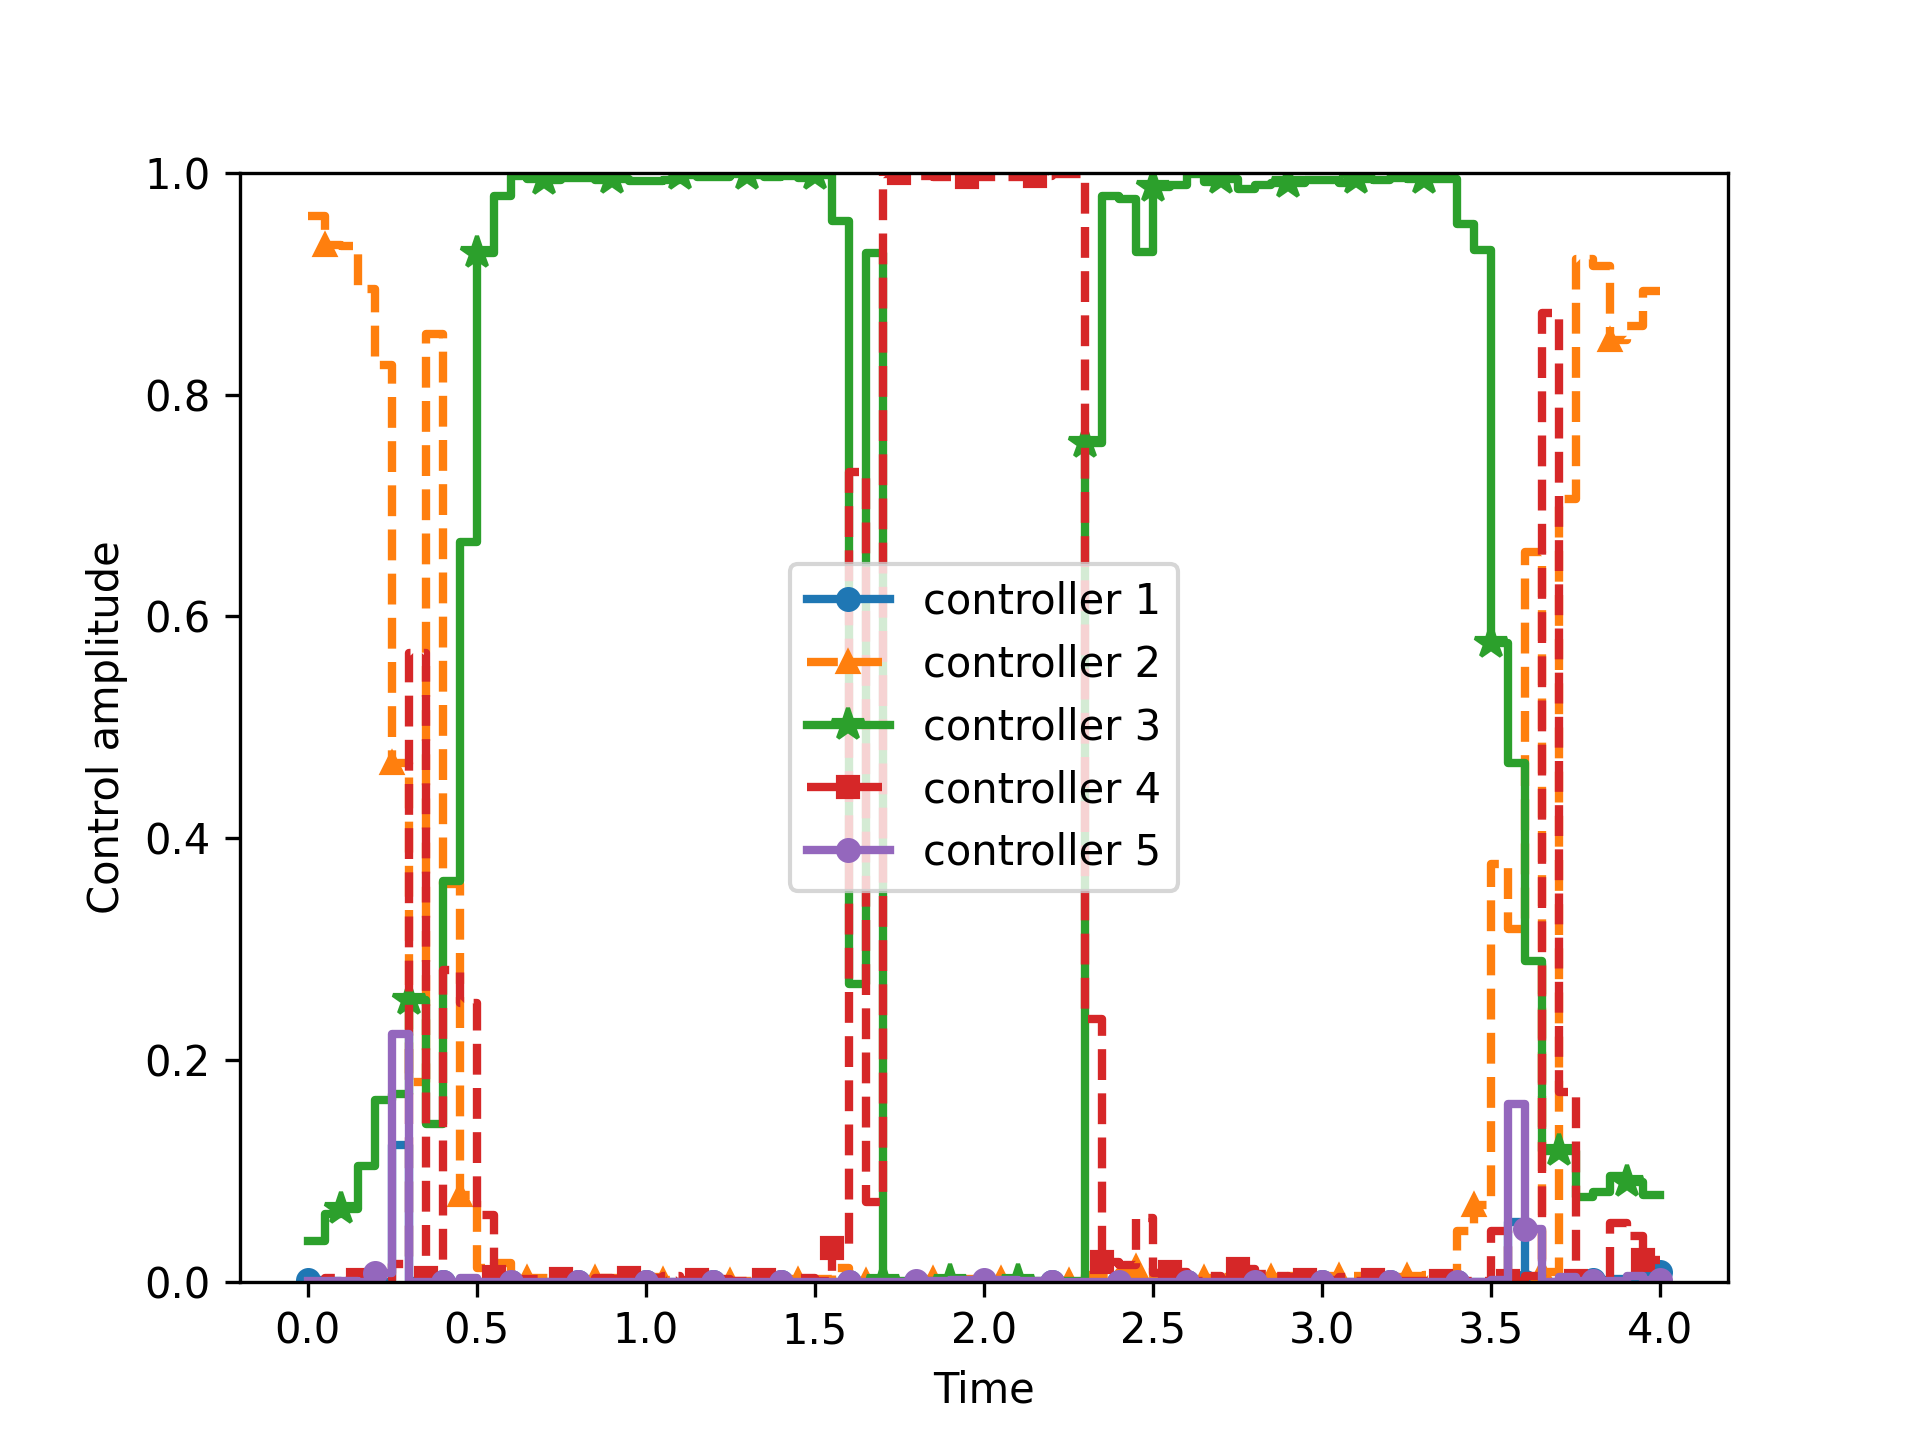 1.0
0.8
0.6
0.4
0.2
0.0
Control amplitude
controller 1
controller 2
controller 3
controller 4
controller 5
0.0 0.5 1.0 1.5 2.0 2.5 3.0 3.5 4.0
Time